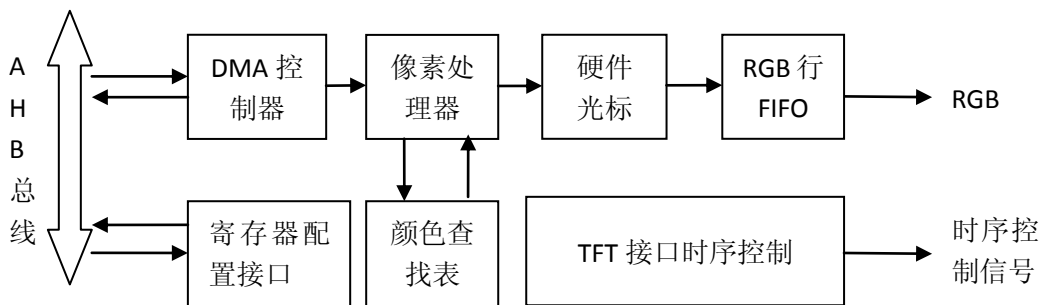 A
H
B
总
线
DMA 控
制器
像素处
理器
硬件
光标
RGB 行
FIFO
RGB
寄存器配
置接口
颜色查
找表
TFT 接口时序控制
时序控
制信号